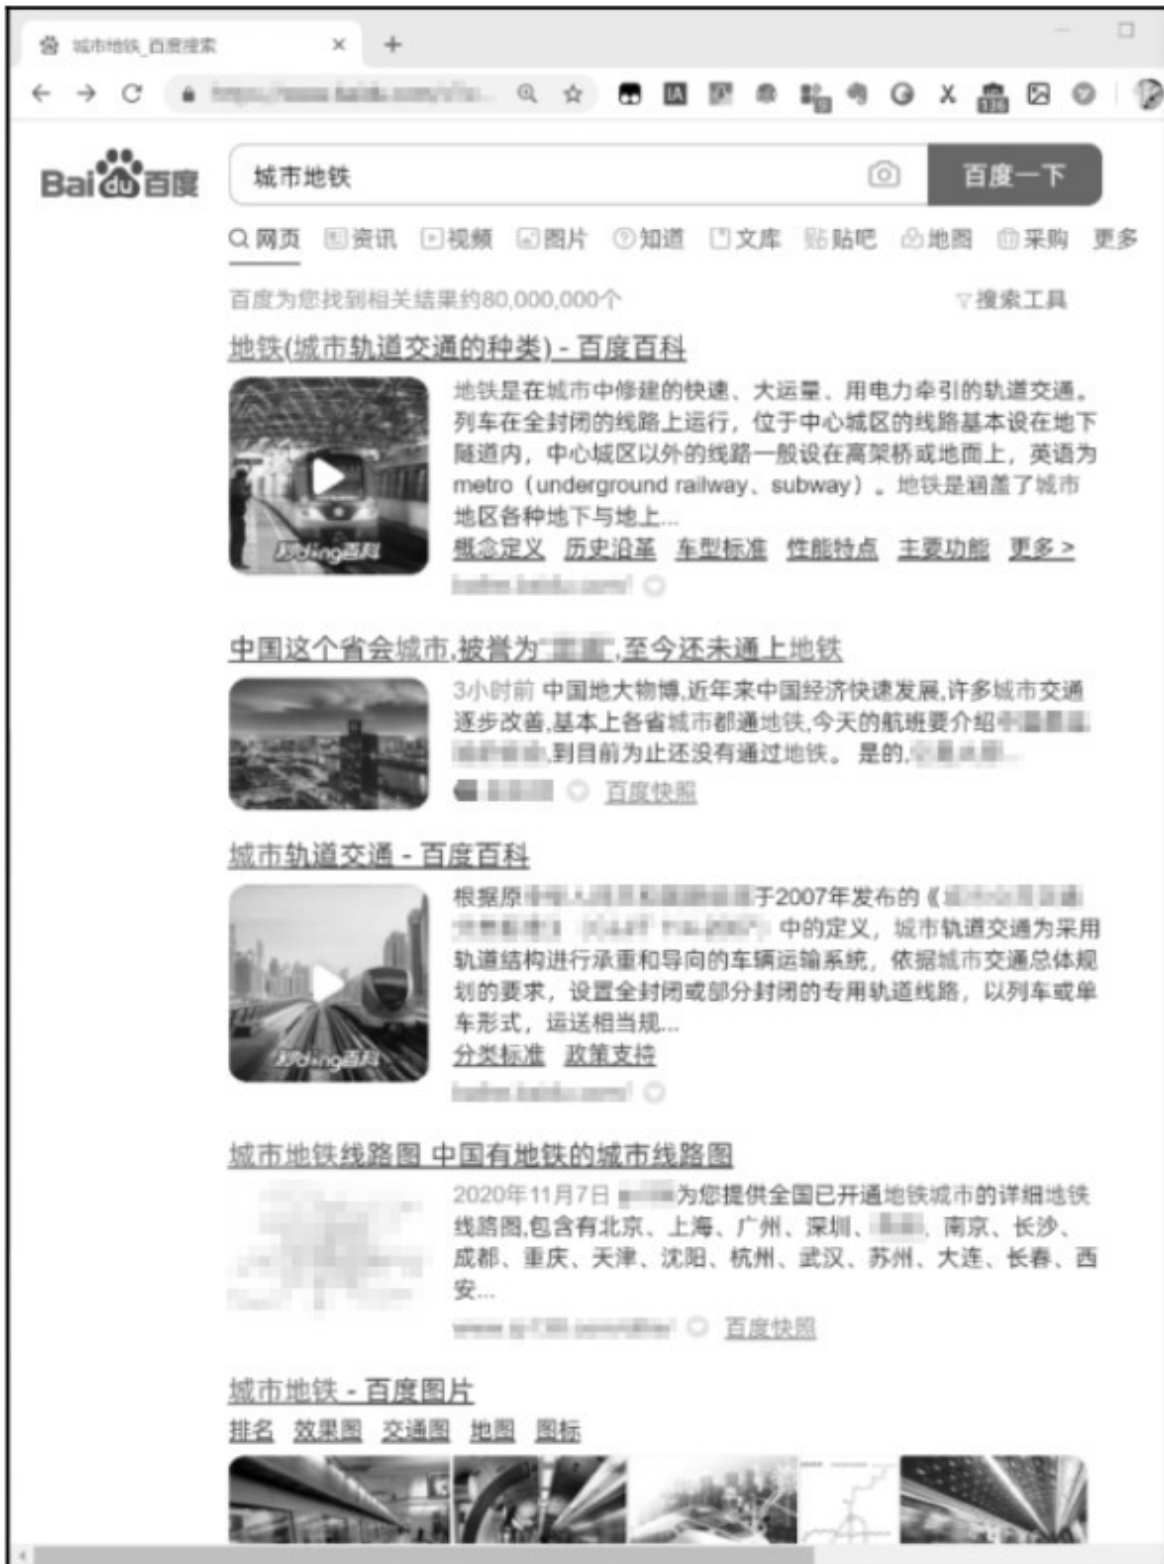 城市地铁_百度搜索
IA
9
136
Bai du 百度
城市地铁
百度一下
网页 资讯 视频 图片 知道 文库 贴吧 地图 采购 更多
百度为您找到相关结果约80,000,000个
搜索工具
地铁(城市轨道交通的种类) - 百度百科
地铁是在城市中修建的快速、大运量、用电力牵引的轨道交通。
列车在全封闭的线路上运行，位于中心城区的线路基本设在地下
隧道内，中心城区以外的线路一般设在高架桥或地面上，英语为
metro（underground railway、subway）。地铁是涵盖了城市
地区各种地下与地上...
秒ding百科
概念定义 历史沿革 车型标准 性能特点 主要功能 更多 >
中国这个省会城市,被誉为" ",至今还未通上地铁
3小时前 中国地大物博,近年来中国经济快速发展,许多城市交通
逐步改善,基本上各省城市都通地铁,今天的航班要介绍
,到目前为止还没有通过地铁。 是的,
百度快照
城市轨道交通 - 百度百科
根据原 于2007年发布的《
中的定义，城市轨道交通为采用
轨道结构进行承重和导向的车辆运输系统，依据城市交通总体规
划的要求，设置全封闭或部分封闭的专用轨道线路，以列车或单
车形式，运送相当规...
秒ding百科
分类标准 政策支持
城市地铁线路图 中国有地铁的城市线路图
2020年11月7日 为您提供全国已开通地铁城市的详细地铁
线路图,包含有北京、上海、广州、深圳、 南京、长沙、
成都、重庆、天津、沈阳、杭州、武汉、苏州、大连、长春、西
安...
百度快照
城市地铁 - 百度图片
排名 效果图 交通图 地图 图标